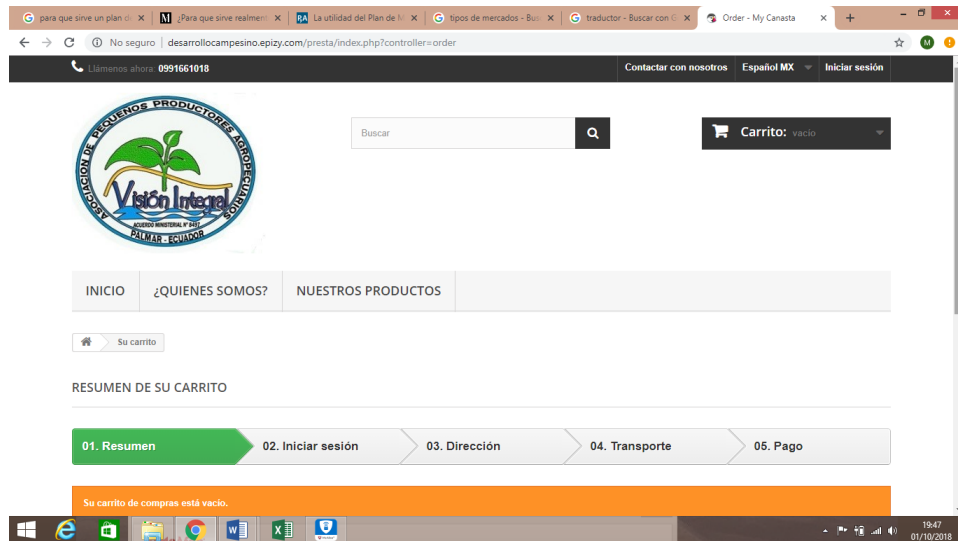 para que sirve un plan d
¿Para que sirve realmen
La utilidad del Plan de M
tipos de mercados - Bus
traductor - Buscar con G
Order - My Canasta
No seguro | desarrollocampesino.epizy.com/presta/index.php?controller=order
M
Llámenos ahora: 0991661018
Contactar con nosotros
Español MX
Iniciar sesión
ASOCIACION DE PEQUEÑOS PRODUCTORES AGROPECUARIOS
Visión Integral
ACUERDO MINISTERIAL N°
PALMAR - ECUADOR
Buscar
Carrito: vacío
INICIO
¿QUIENES SOMOS?
NUESTROS PRODUCTOS
Su carrito
RESUMEN DE SU CARRITO
01. Resumen
02. Iniciar sesión
03. Dirección
04. Transporte
05. Pago
Su carrito de compras está vacío.
19:47
01/10/2018